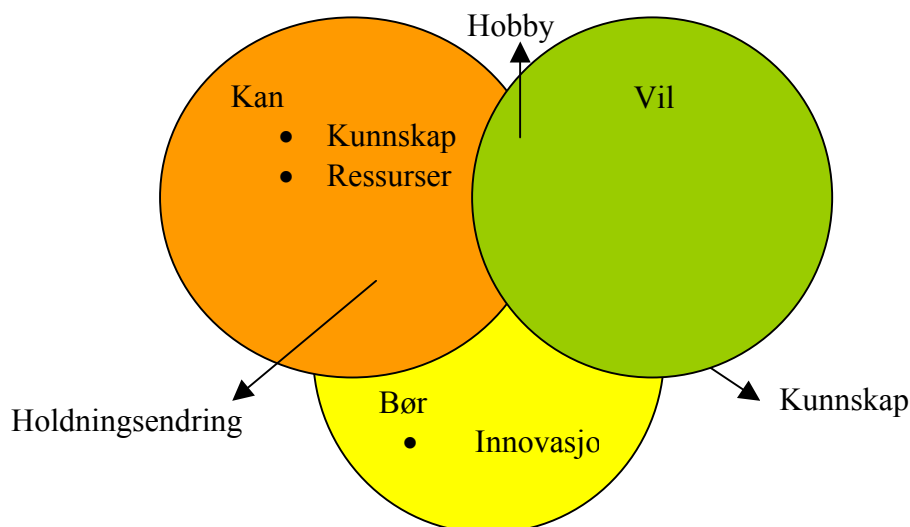 Hobby
Kan
Vil
• Kunnskap
• Ressurser
Holdningsendring
Bør
Kunnskap
• Innovasjo